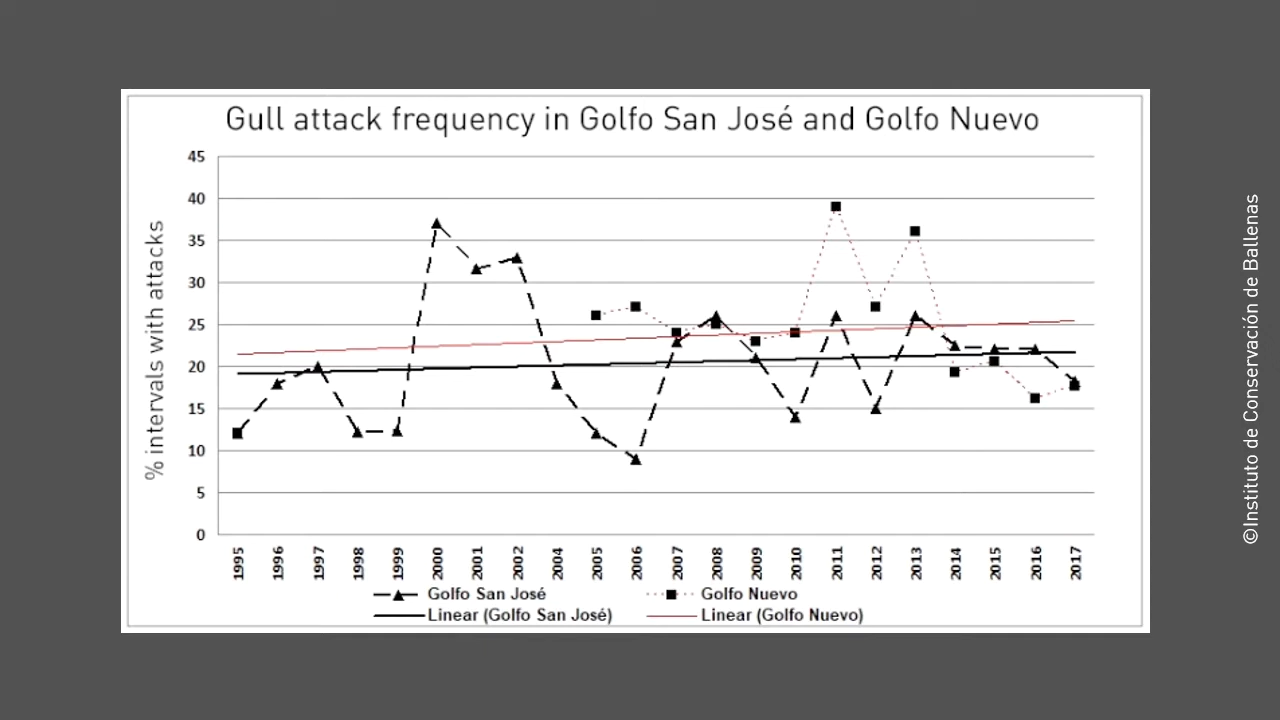 Gull attack frequency in Golfo San José and Golfo Nuevo
% intervals with attacks
45
40
35
30
25
20
15
10
5
0
1995 1996 1997 1998 1999 2000 2001 2002 2004 2005 2006 2007 2008 2009 2010 2011 2012 2013 2014 2015 2016 2017
Golfo San José Golfo Nuevo
Linear (Golfo San José) Linear (Golfo Nuevo)
©Instituto de Conservación de Ballenas